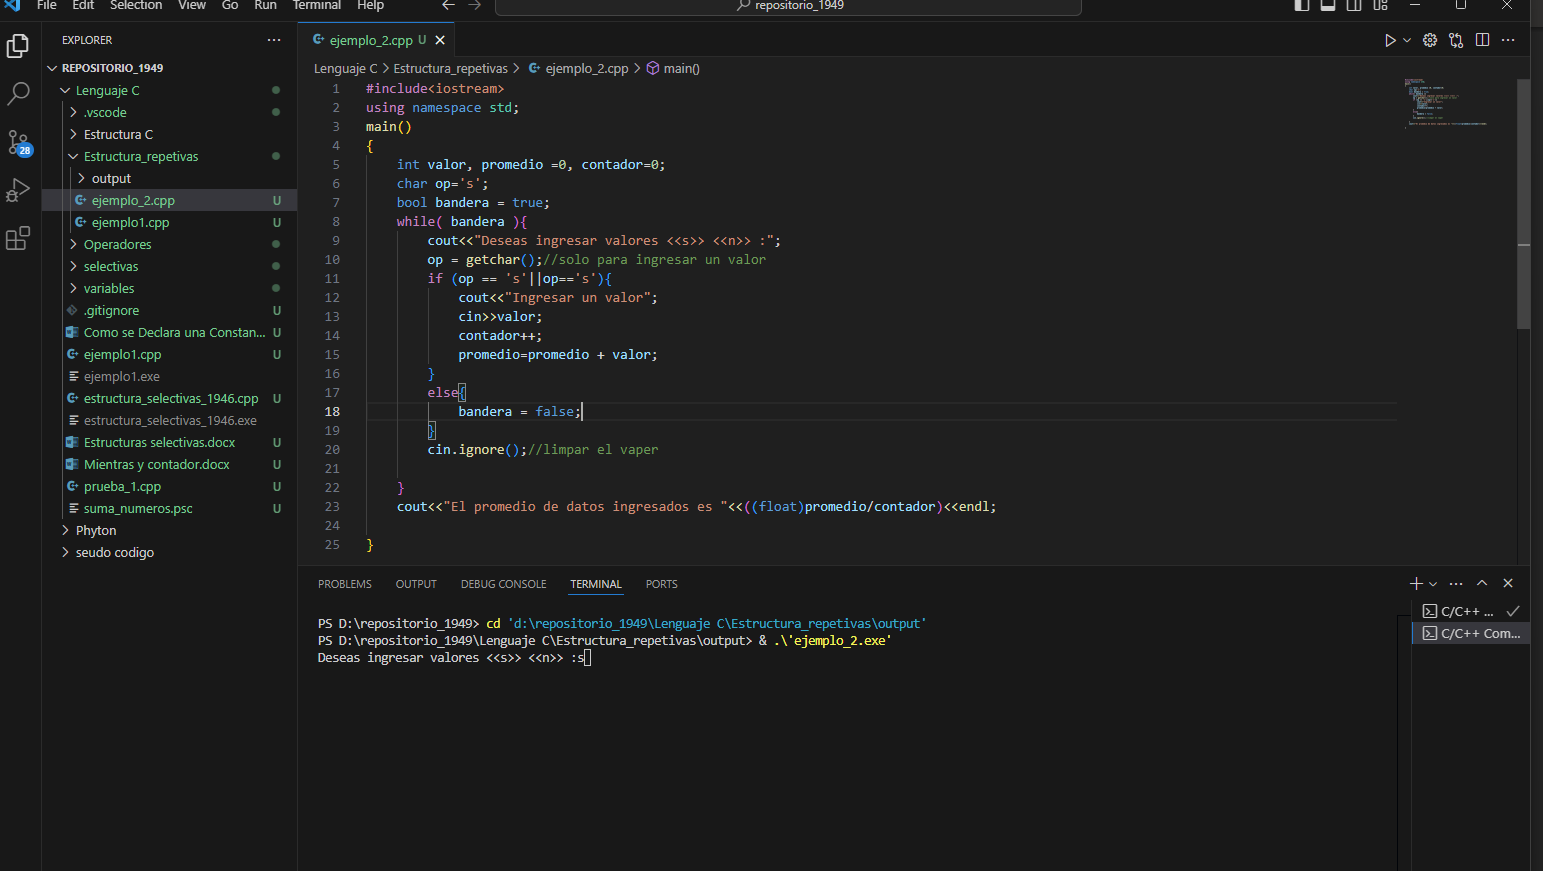 File Edit Selection View Go Run Terminal Help
repositorio_1949
EXPLORER
REPOSITORIO_1949
Lenguaje C
.vscode
Estructura C
Estructura_repetivas
output
ejemplo_2.cpp U
ejemplo1.cpp U
Operadores
selectivas
variables
.gitignore U
Como se Declara una Constan... U
ejemplo1.cpp U
ejemplo1.exe
estructura_selectivas_1946.cpp U
estructura_selectivas_1946.exe
Estructuras selectivas.docx U
Mientras y contador.docx U
prueba_1.cpp U
suma_numeros.psc U
Phyton
seudo codigo
28
ejemplo_2.cpp U
Lenguaje C > Estructura_repetivas > ejemplo_2.cpp > main()
1 #include<iostream>
2 using namespace std;
3 main()
4 {
5 int valor, promedio =0, contador=0;
6 char op='s';
7 bool bandera = true;
8 while( bandera ){
9 cout<<"Deseas ingresar valores <<s>> <<n>> :";
10 op = getchar();//solo para ingresar un valor
11 if (op == 's'||op=='s'){
12 cout<<"Ingresar un valor";
13 cin>>valor;
14 contador++;
15 promedio=promedio + valor;
16 }
17 else{
18 bandera = false;
19 }
20 cin.ignore();//limpar el vaper
21
22 }
23 cout<<"El promedio de datos ingresados es "<<((float)promedio/contador)<<endl;
24
25 }
PROBLEMS OUTPUT DEBUG CONSOLE TERMINAL PORTS
PS D:\repositorio_1949> cd 'd:\repositorio_1949\Lenguaje C\Estructura_repetivas\output'
PS D:\repositorio_1949\Lenguaje C\Estructura_repetivas\output> & .\'ejemplo_2.exe'
Deseas ingresar valores <<s>> <<n>> :s
C/C++ ...
C/C++ Com...